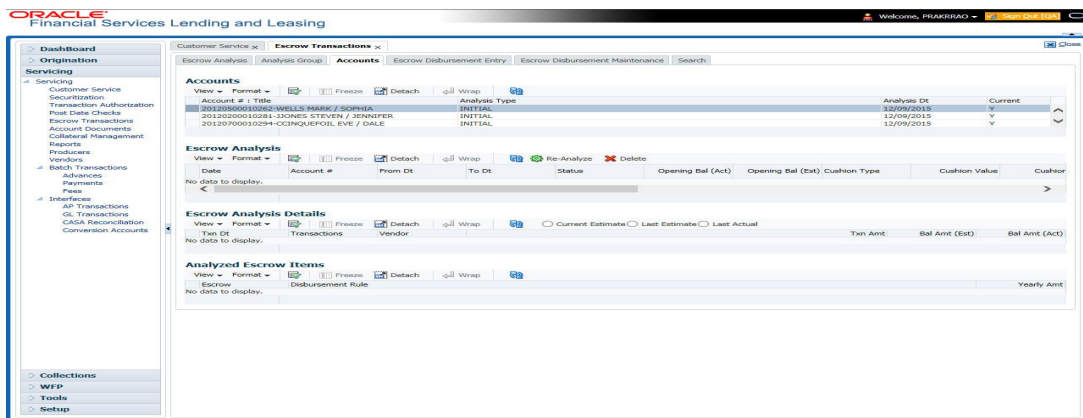 ORACLE
Financial Services Lending and Leasing
Welcome, PRAKRRAO
Sign Out [QA]
DashBoard
Origination
Servicing
Servicing
Customer Service
Securitization
Transaction Authorization
Post Date Checks
Escrow Transactions
Account Documents
Collateral Management
Reports
Producers
Vendors
Batch Transactions
Advances
Payments
Fees
Interfaces
AP Transactions
GL Transactions
CASA Reconciliation
Conversion Accounts
Collections
WFP
Tools
Setup
Customer Service x Escrow Transactions x Close
Escrow Analysis Analysis Group Accounts Escrow Disbursement Entry Escrow Disbursement Maintenance Search
Accounts
View Format Freeze Detach Wrap
Account # : Title Analysis Type Analysis Dt Current
20120500010262-WELLS MARK / SOPHIA INITIAL 12/09/2015 Y
20120200010281-JJONES STEVEN / JENNIFER INITIAL 12/09/2015 Y
20120700010294-CCINQUEFOIL EVE / DALE INITIAL 12/09/2015 Y
Escrow Analysis
View Format Freeze Detach Wrap Re-Analyze Delete
Date Account # From Dt To Dt Status Opening Bal (Act) Opening Bal (Est) Cushion Type Cushion Value Cushion
No data to display.
Escrow Analysis Details
View Format Freeze Detach Wrap Current Estimate Last Estimate Last Actual
Txn Dt Transactions Vendor Txn Amt Bal Amt (Est) Bal Amt (Act)
No data to display.
Analyzed Escrow Items
View Format Freeze Detach Wrap
Escrow Disbursement Rule Yearly Amt
No data to display.